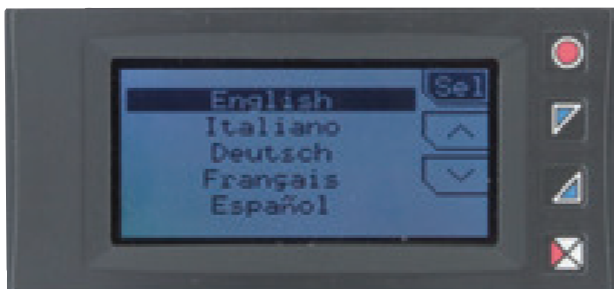 English
Sel
Italiano
Deutsch
Français
Español